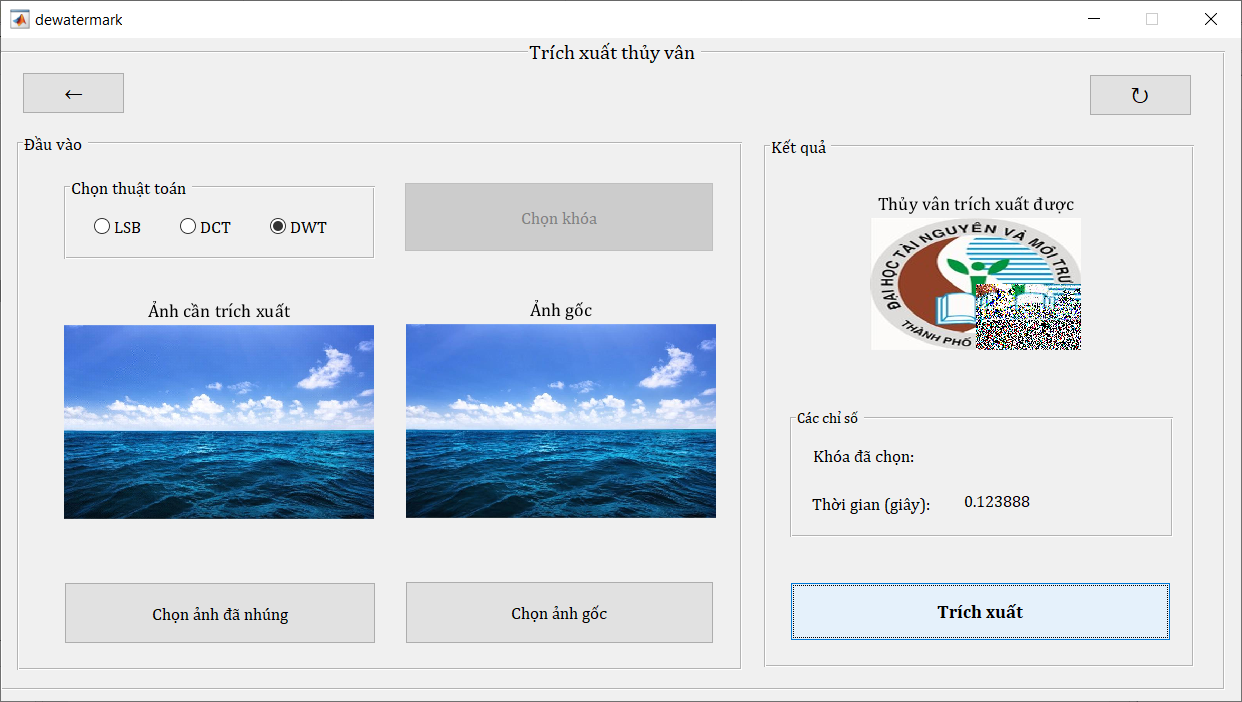 dewatermark
Trích xuất thủy vân
←
↻
Đầu vào
Chọn thuật toán
LSB
DCT
DWT
Chọn khóa
Ảnh cần trích xuất
Ảnh gốc
Chọn ảnh đã nhúng
Chọn ảnh gốc
Kết quả
Thủy vân trích xuất được
ĐẠI HỌC TÀI NGUYÊN VÀ MÔI
THÀNH PHỐ
Các chỉ số
Khóa đã chọn:
Thời gian (giây): 0.123888
Trích xuất